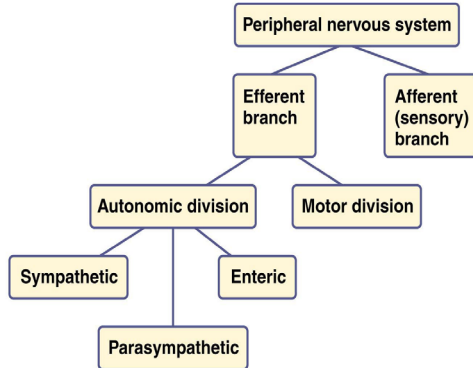 Peripheral nervous system
Efferent
branch
Afferent
(sensory)
branch
Autonomic division
Motor division
Sympathetic
Enteric
Parasympathetic